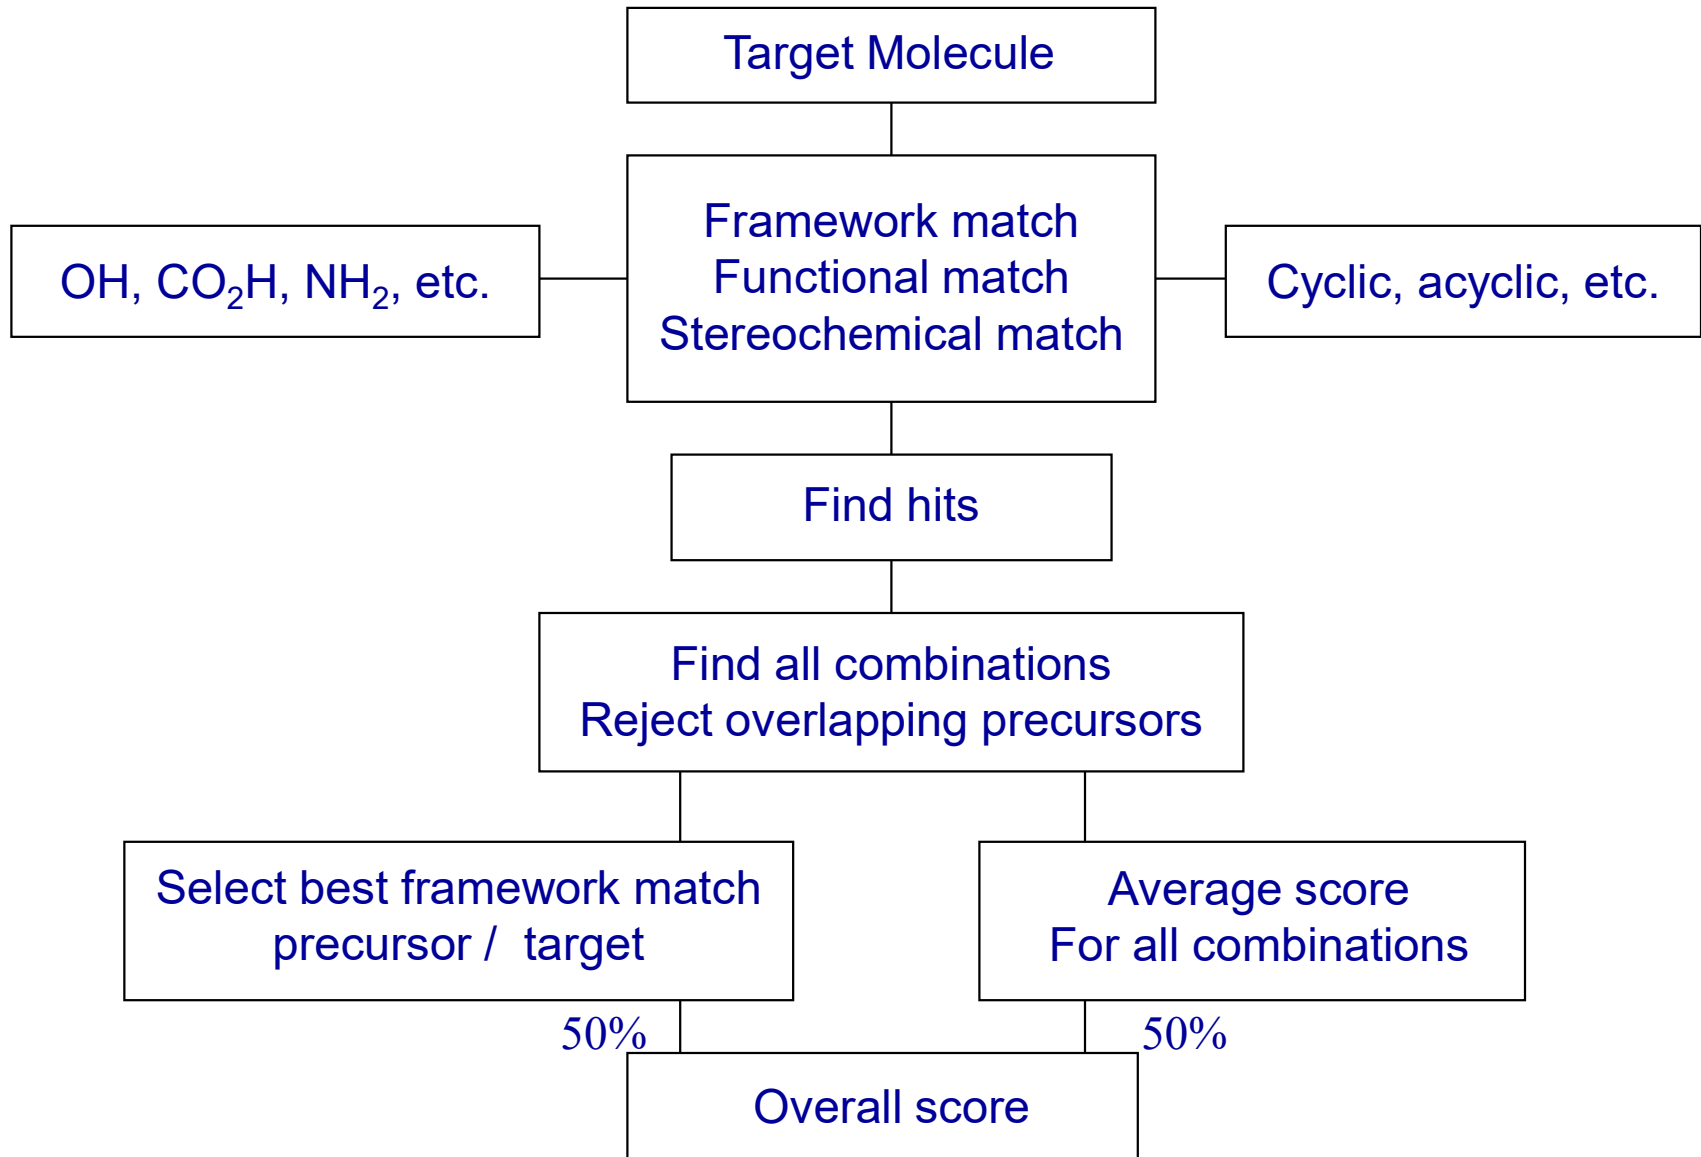 Target Molecule
OH, CO₂H, NH₂, etc.
Framework match
Functional match
Stereochemical match
Cyclic, acyclic, etc.
Find hits
Find all combinations
Reject overlapping precursors
Select best framework match
precursor / target
Average score
For all combinations
50%
50%
Overall score